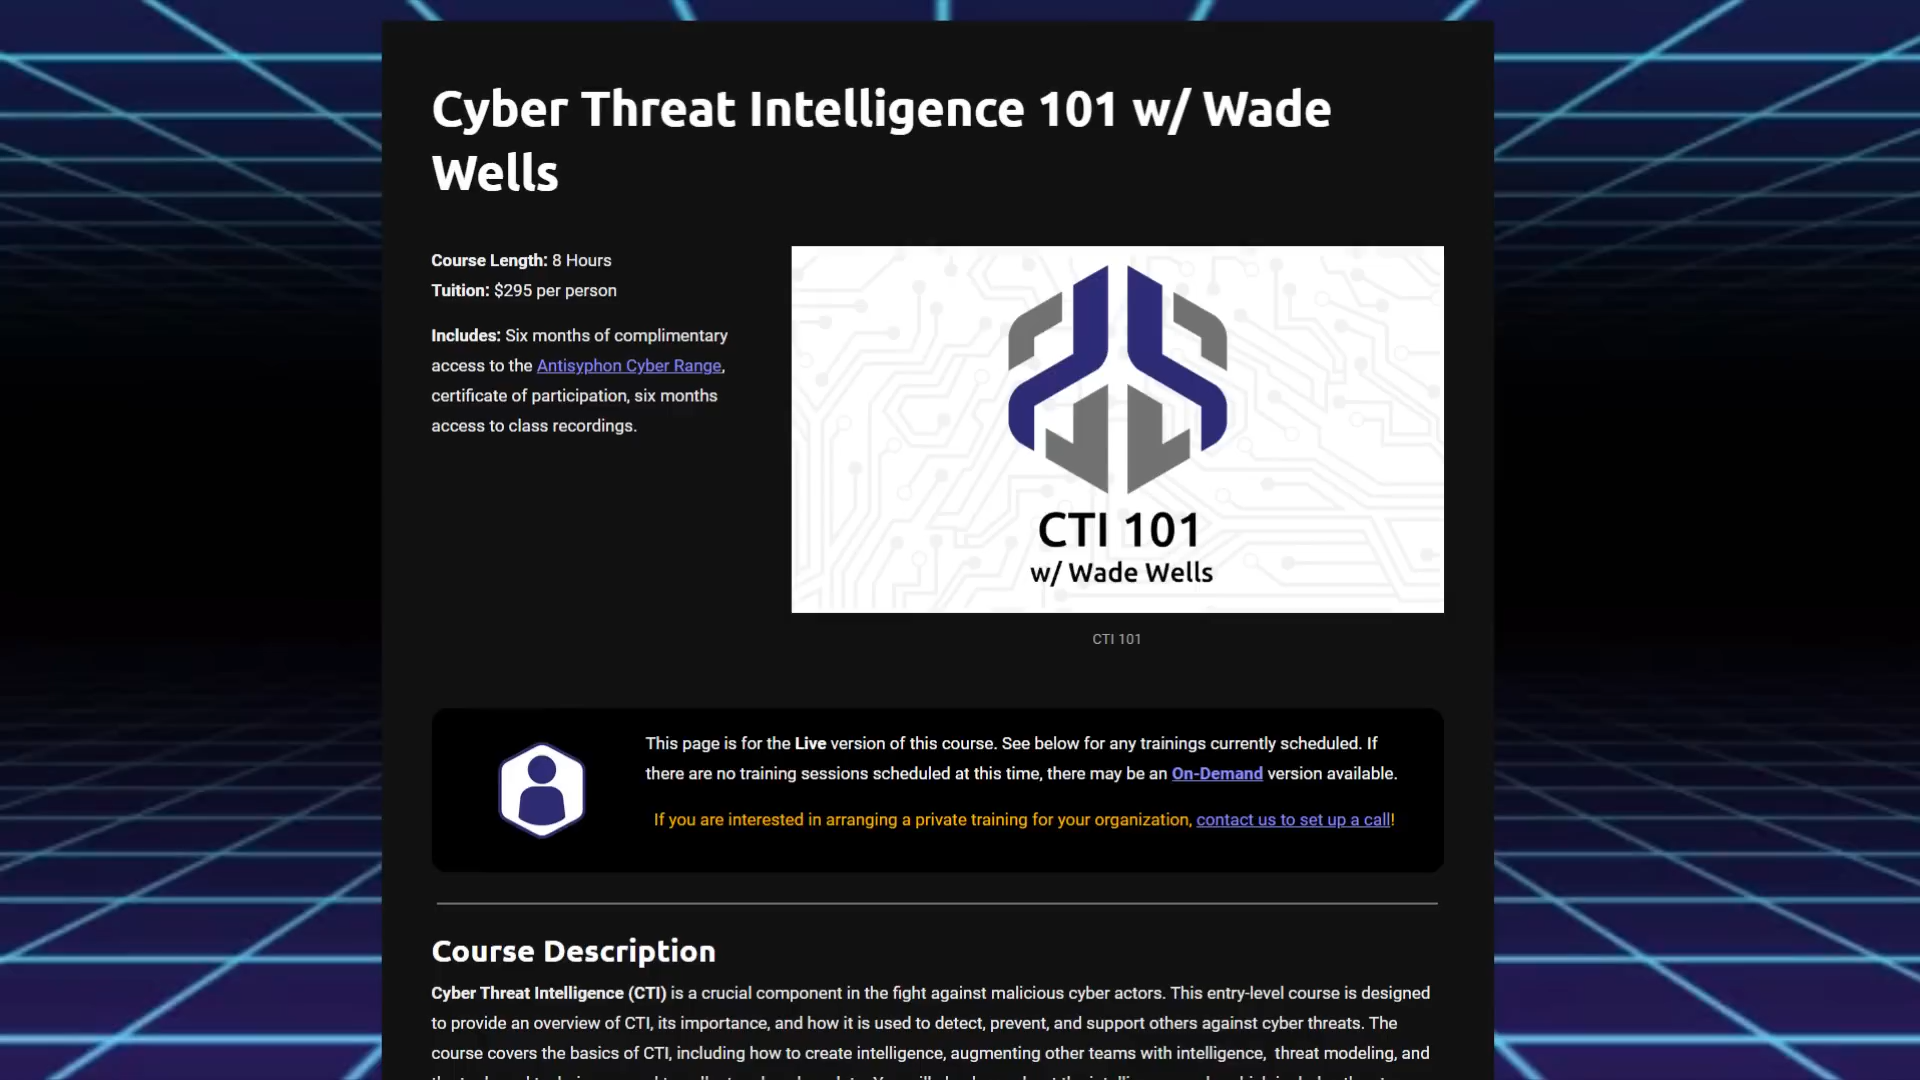 Cyber Threat Intelligence 101 w/ Wade
Wells
Course Length: 8 Hours
Tuition: $295 per person
Includes: Six months of complimentary
access to the Antisyphon Cyber Range,
certificate of participation, six months
access to class recordings.
CTI 101
w/ Wade Wells
CTI 101
This page is for the Live version of this course. See below for any trainings currently scheduled. If
there are no training sessions scheduled at this time, there may be an On-Demand version available.
If you are interested in arranging a private training for your organization, contact us to set up a call!
Course Description
Cyber Threat Intelligence (CTI) is a crucial component in the fight against malicious cyber actors. This entry-level course is designed
to provide an overview of CTI, its importance, and how it is used to detect, prevent, and support others against cyber threats. The
course covers the basics of CTI, including how to create intelligence, augmenting other teams with intelligence, threat modeling, and